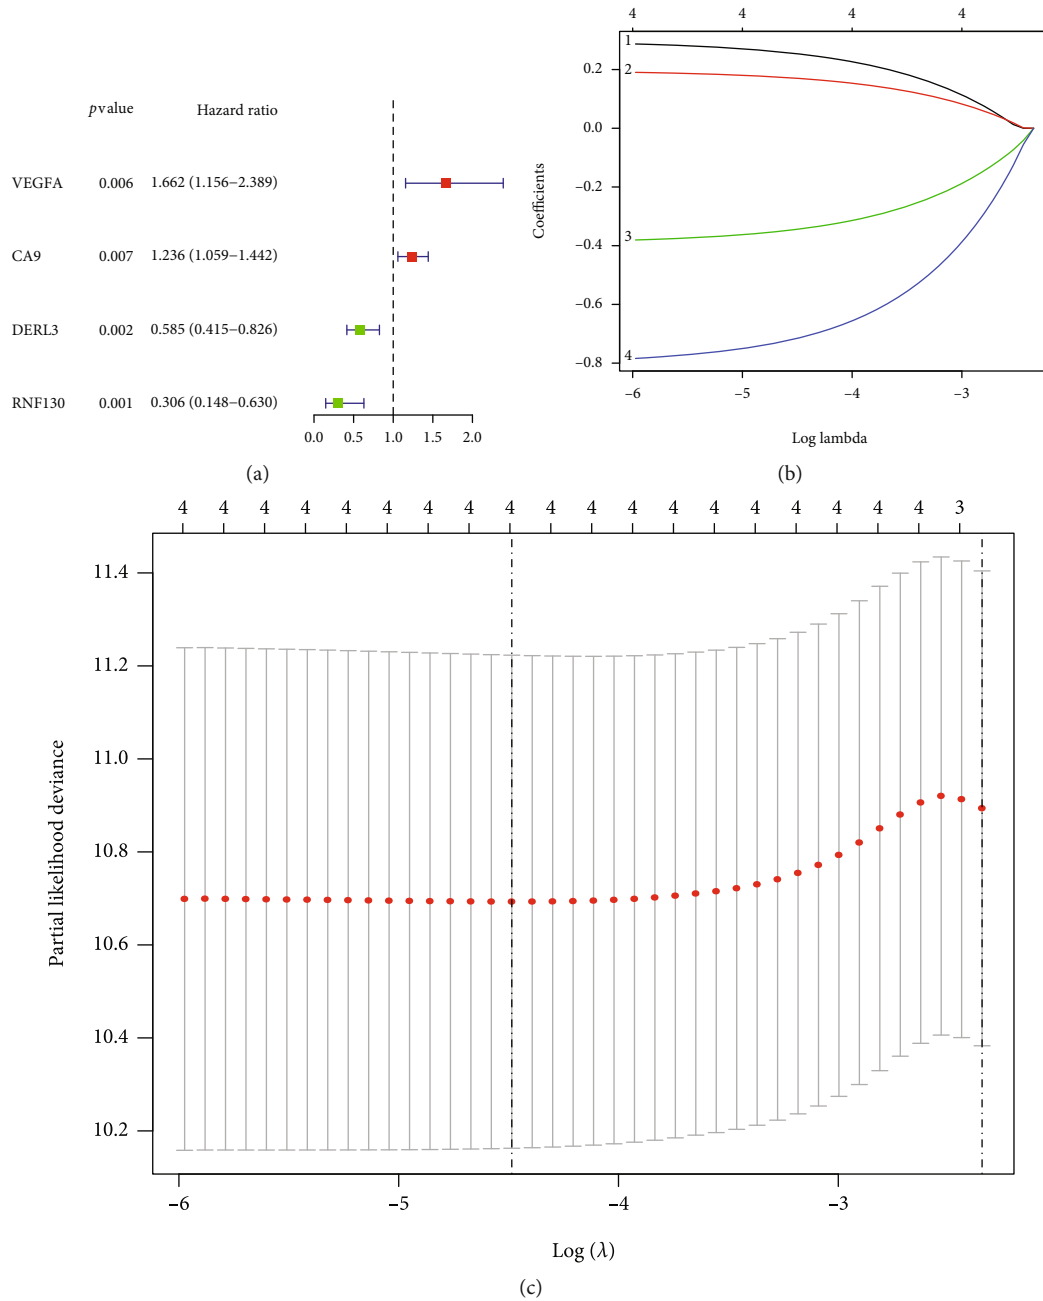 pvalue Hazard ratio
VEGFA 0.006 1.662 (1.156–2.389)
CA9 0.007 1.236 (1.059–1.442)
DERL3 0.002 0.585 (0.415–0.826)
RNF130 0.001 0.306 (0.148–0.630)
0.0 0.5 1.0 1.5 2.0
(a)
4 4 4 4
0.2
0.0
–0.2
–0.4
–0.6
–0.8
Coefficients
1
2
3
4
–6 –5 –4 –3
Log lambda
(b)
4 4 4 4 4 4 4 4 4 4 4 4 4 4 4 4 4 4 4 3
11.4
11.2
11.0
10.8
10.6
10.4
10.2
Partial likelihood deviance
–6 –5 –4 –3
Log (λ)
(c)